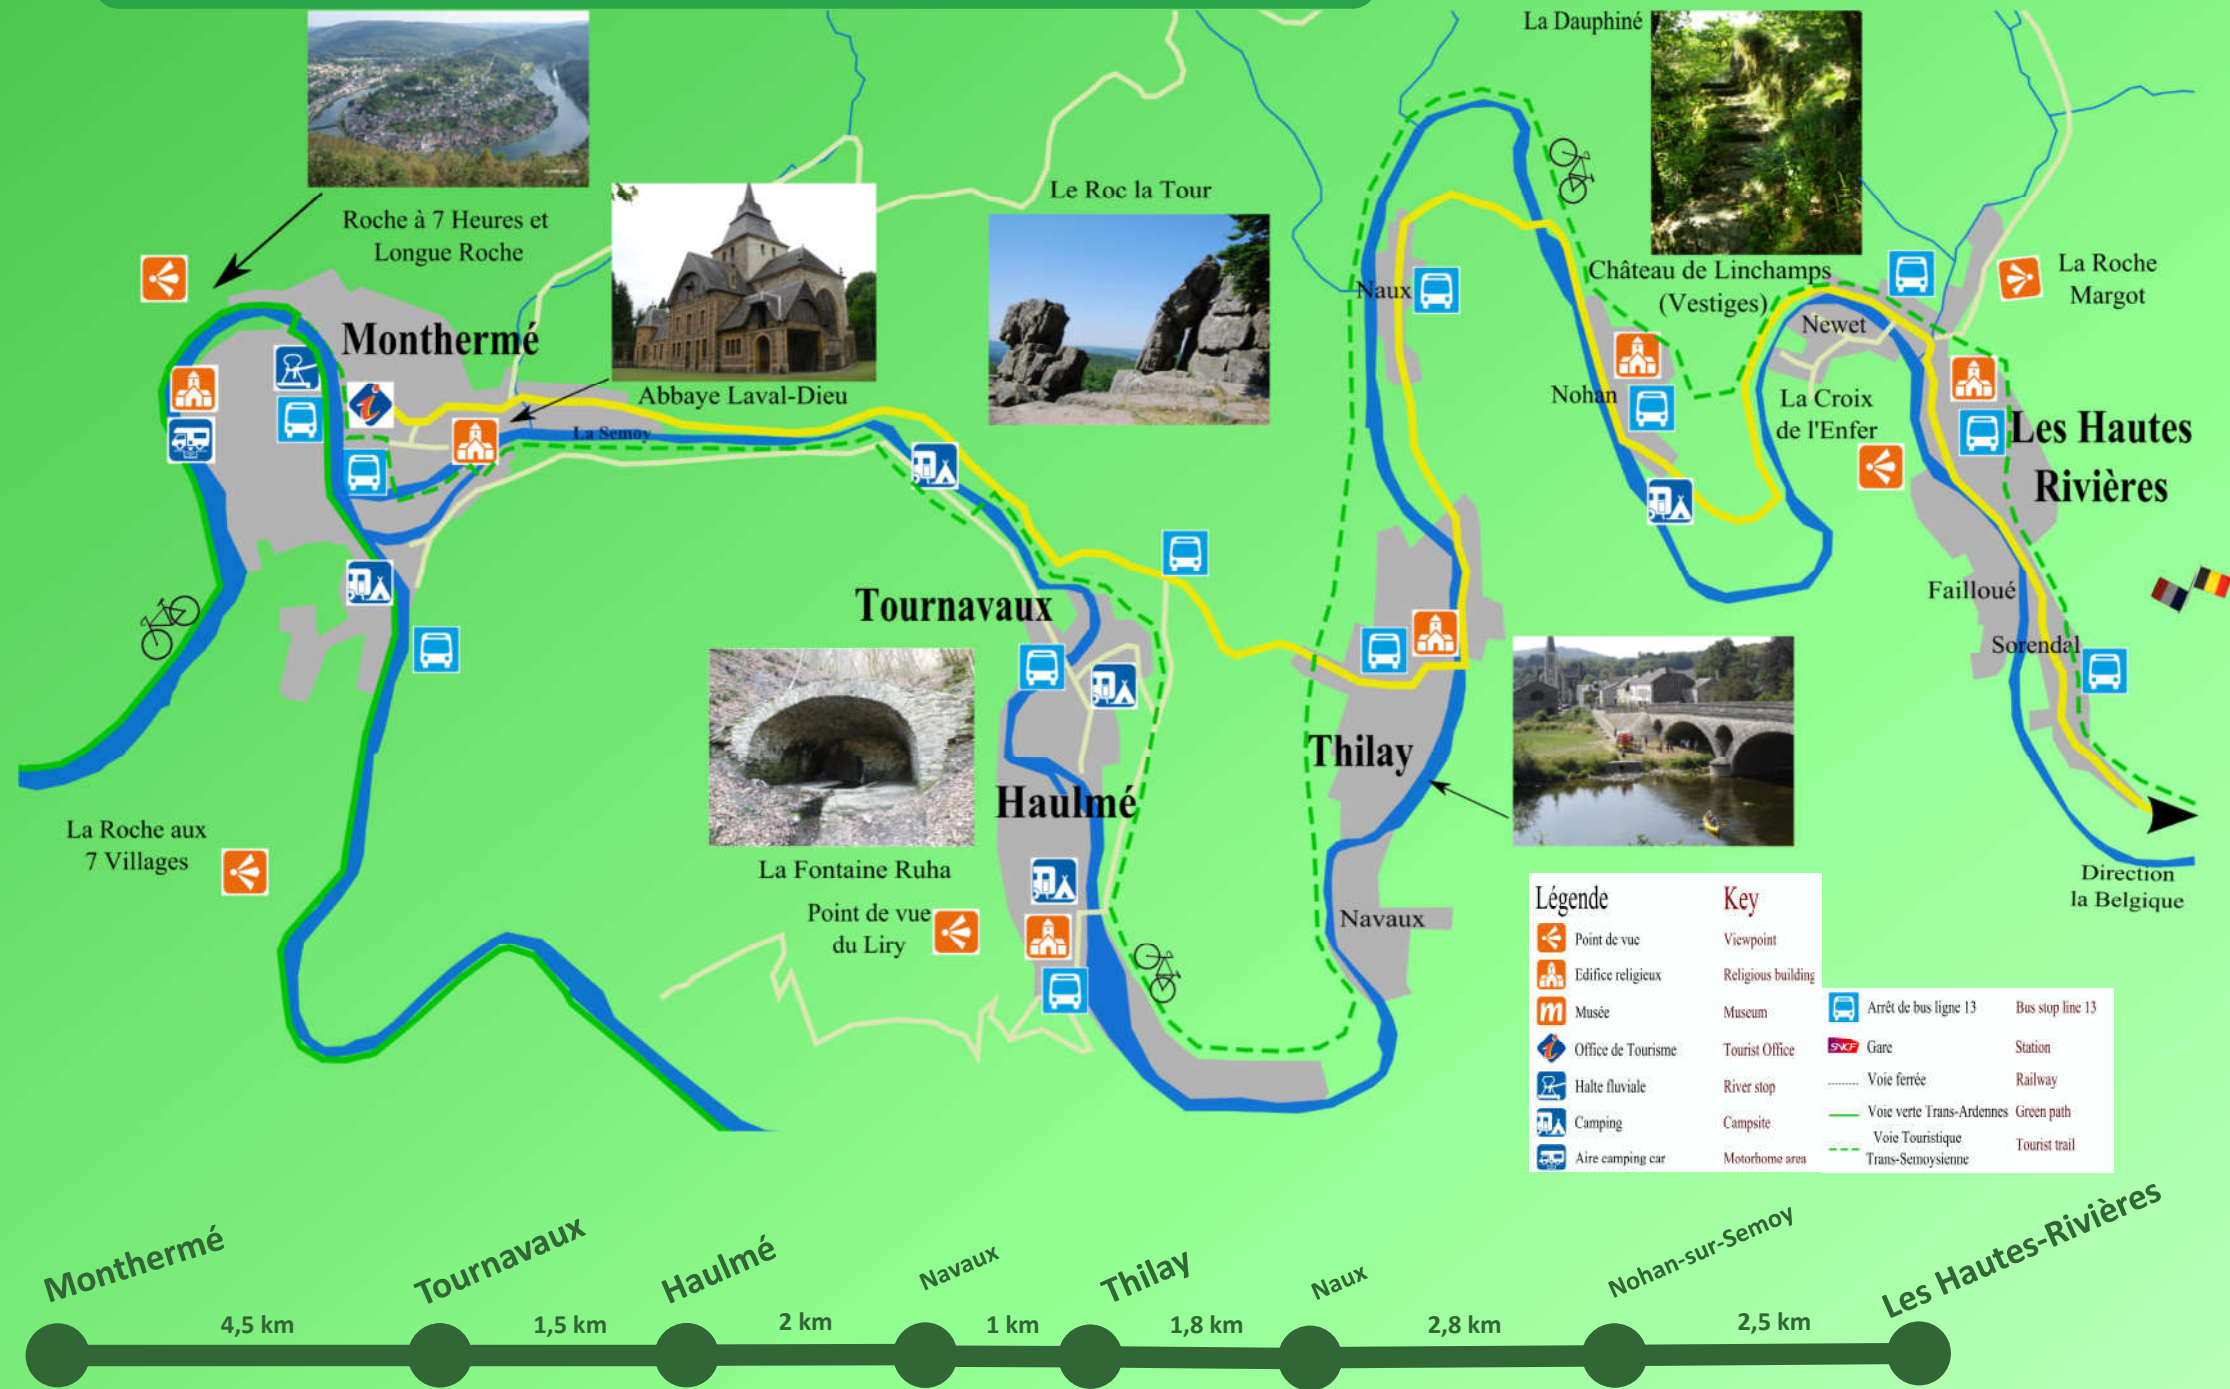 La Dauphiné
Roche à 7 Heures et
Longue Roche
Le Roc la Tour
Château de Linchamps
(Vestiges)
La Roche
Margot
Naux
Newet
Monthermé
Abbaye Laval-Dieu
La Semoy
Nohan
La Croix
de l'Enfer
Les Hautes
Rivières
Tournavaux
Failloué
Sorendal
Thilay
Haulmé
La Roche aux
7 Villages
La Fontaine Ruha
Point de vue
du Liry
Navaux
Direction
la Belgique
Légende Key
Point de vue Viewpoint
Edifice religieux Religious building
Musée Museum
Office de Tourisme Tourist Office
Halte fluviale River stop
Camping Campsite
Aire camping car Motorhome area
Arrêt de bus ligne 13 Bus stop line 13
SNCF Gare Station
Voie ferrée Railway
Voie verte Trans-Ardennes Green path
Voie Touristique
Trans-Semoysienne Tourist trail
Monthermé Tournavaux Haulmé Navaux Thilay Naux Nohan-sur-Semoy Les Hautes-Rivières
4,5 km 1,5 km 2 km 1 km 1,8 km 2,8 km 2,5 km